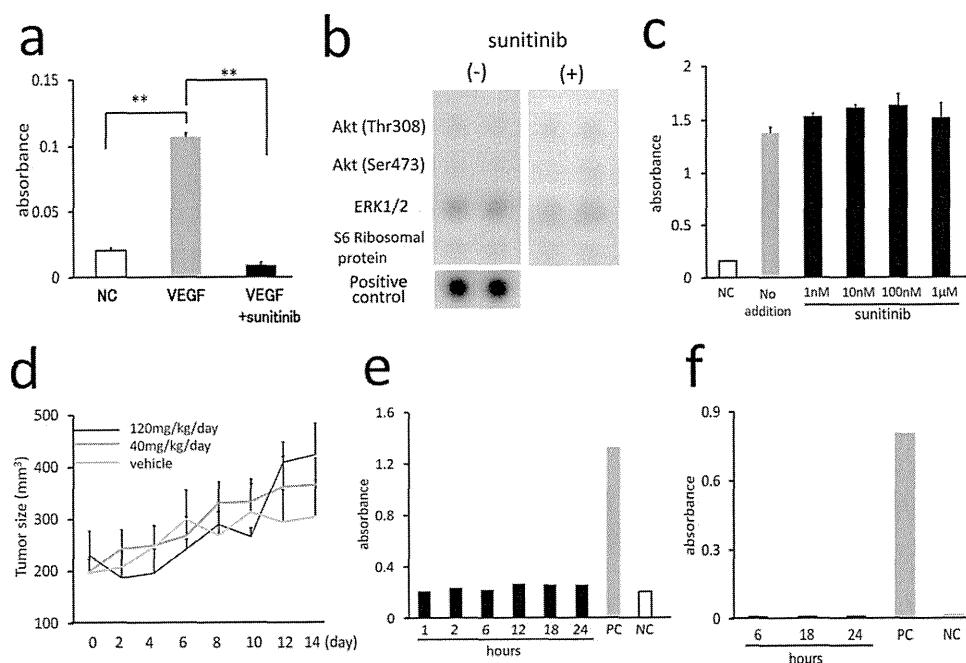 a
**
**
0.15
0.1
0.05
0
absorbance
NC
VEGF
VEGF
+sunitinib
b
sunitinib
(-)
(+)
Akt (Thr308)
Akt (Ser473)
ERK1/2
S6 Ribosomal
protein
Positive
control
c
2
1.5
1
0.5
0
absorbance
NC
No
addition
1nM
10nM
100nM
1μM
sunitinib
d
500
400
300
200
100
Tumor size (mm³)
120mg/kg/day
40mg/kg/day
vehicle
0 2 4 6 8 10 12 14 (day)
e
1.6
1.2
0.8
0.4
0.0
absorbance
1 2 6 12 18 24 PC NC
hours
f
0.9
0.6
0.3
0.0
absorbance
6 18 24 PC NC
hours